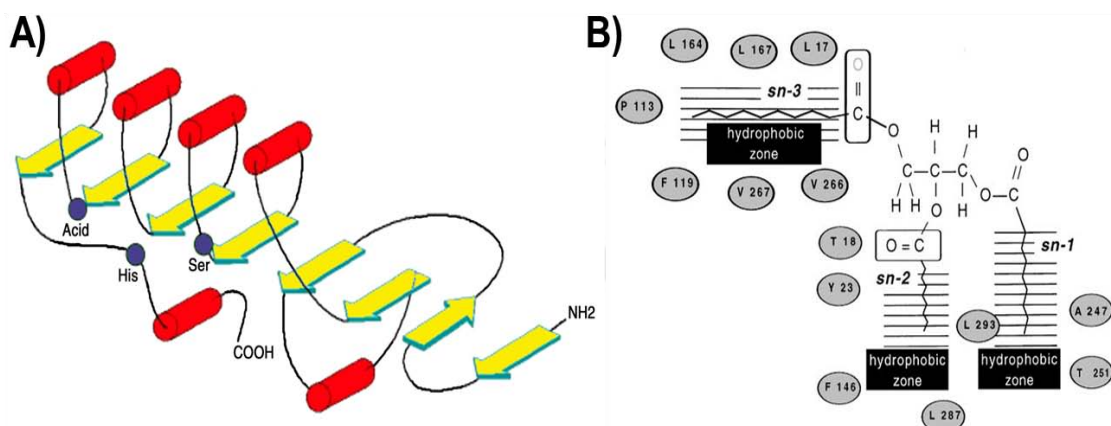 A)
Acid
His
Ser
COOH
NH2
B)
L 164
L 167
L 17
O
sn-3
P 113
C
O
hydrophobic
zone
H
H
O
F 119
V 267
V 266
C-C-C
O
C
H
H
O
H
T 18
O=C
sn-1
sn-2
Y 23
L 293
A 247
hydrophobic
zone
hydrophobic
zone
T 251
F 146
L 287